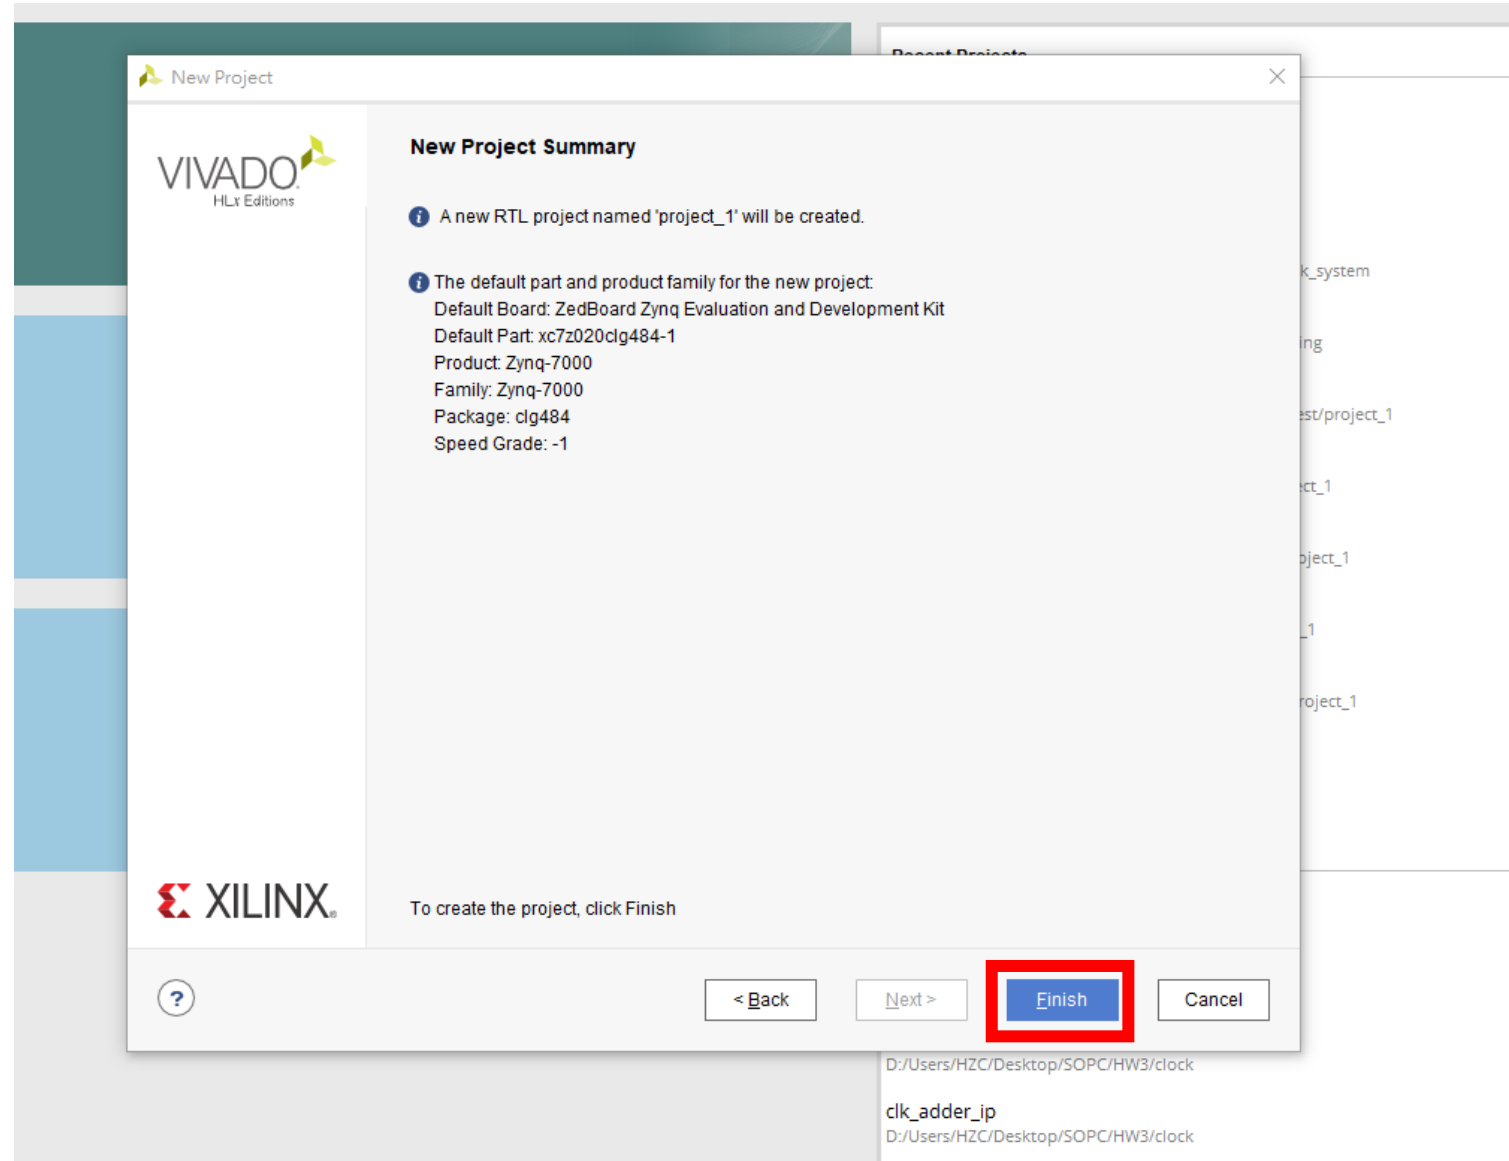 Recent Projects
New Project
VIVADO.
HLx Editions
New Project Summary
A new RTL project named 'project_1' will be created.
The default part and product family for the new project:
Default Board: ZedBoard Zynq Evaluation and Development Kit
Default Part: xc7z020clg484-1
Product: Zynq-7000
Family: Zynq-7000
Package: clg484
Speed Grade: -1
k_system
ing
est/project_1
ect_1
oject_1
_1
roject_1
XILINX®
To create the project, click Finish
?
< Back
Next >
Finish
Cancel
D:/Users/HZC/Desktop/SOPC/HW3/clock
clk_adder_ip
D:/Users/HZC/Desktop/SOPC/HW3/clock